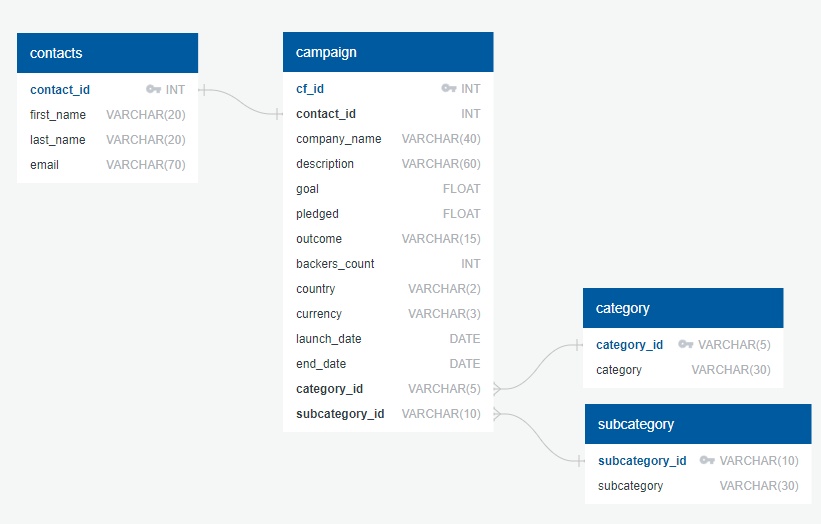 contacts
contact_id INT
first_name VARCHAR(20)
last_name VARCHAR(20)
email VARCHAR(70)
campaign
cf_id INT
contact_id INT
company_name VARCHAR(40)
description VARCHAR(60)
goal FLOAT
pledged FLOAT
outcome VARCHAR(15)
backers_count INT
country VARCHAR(2)
currency VARCHAR(3)
launch_date DATE
end_date DATE
category_id VARCHAR(5)
subcategory_id VARCHAR(10)
category
category_id VARCHAR(5)
category VARCHAR(30)
subcategory
subcategory_id VARCHAR(10)
subcategory VARCHAR(30)